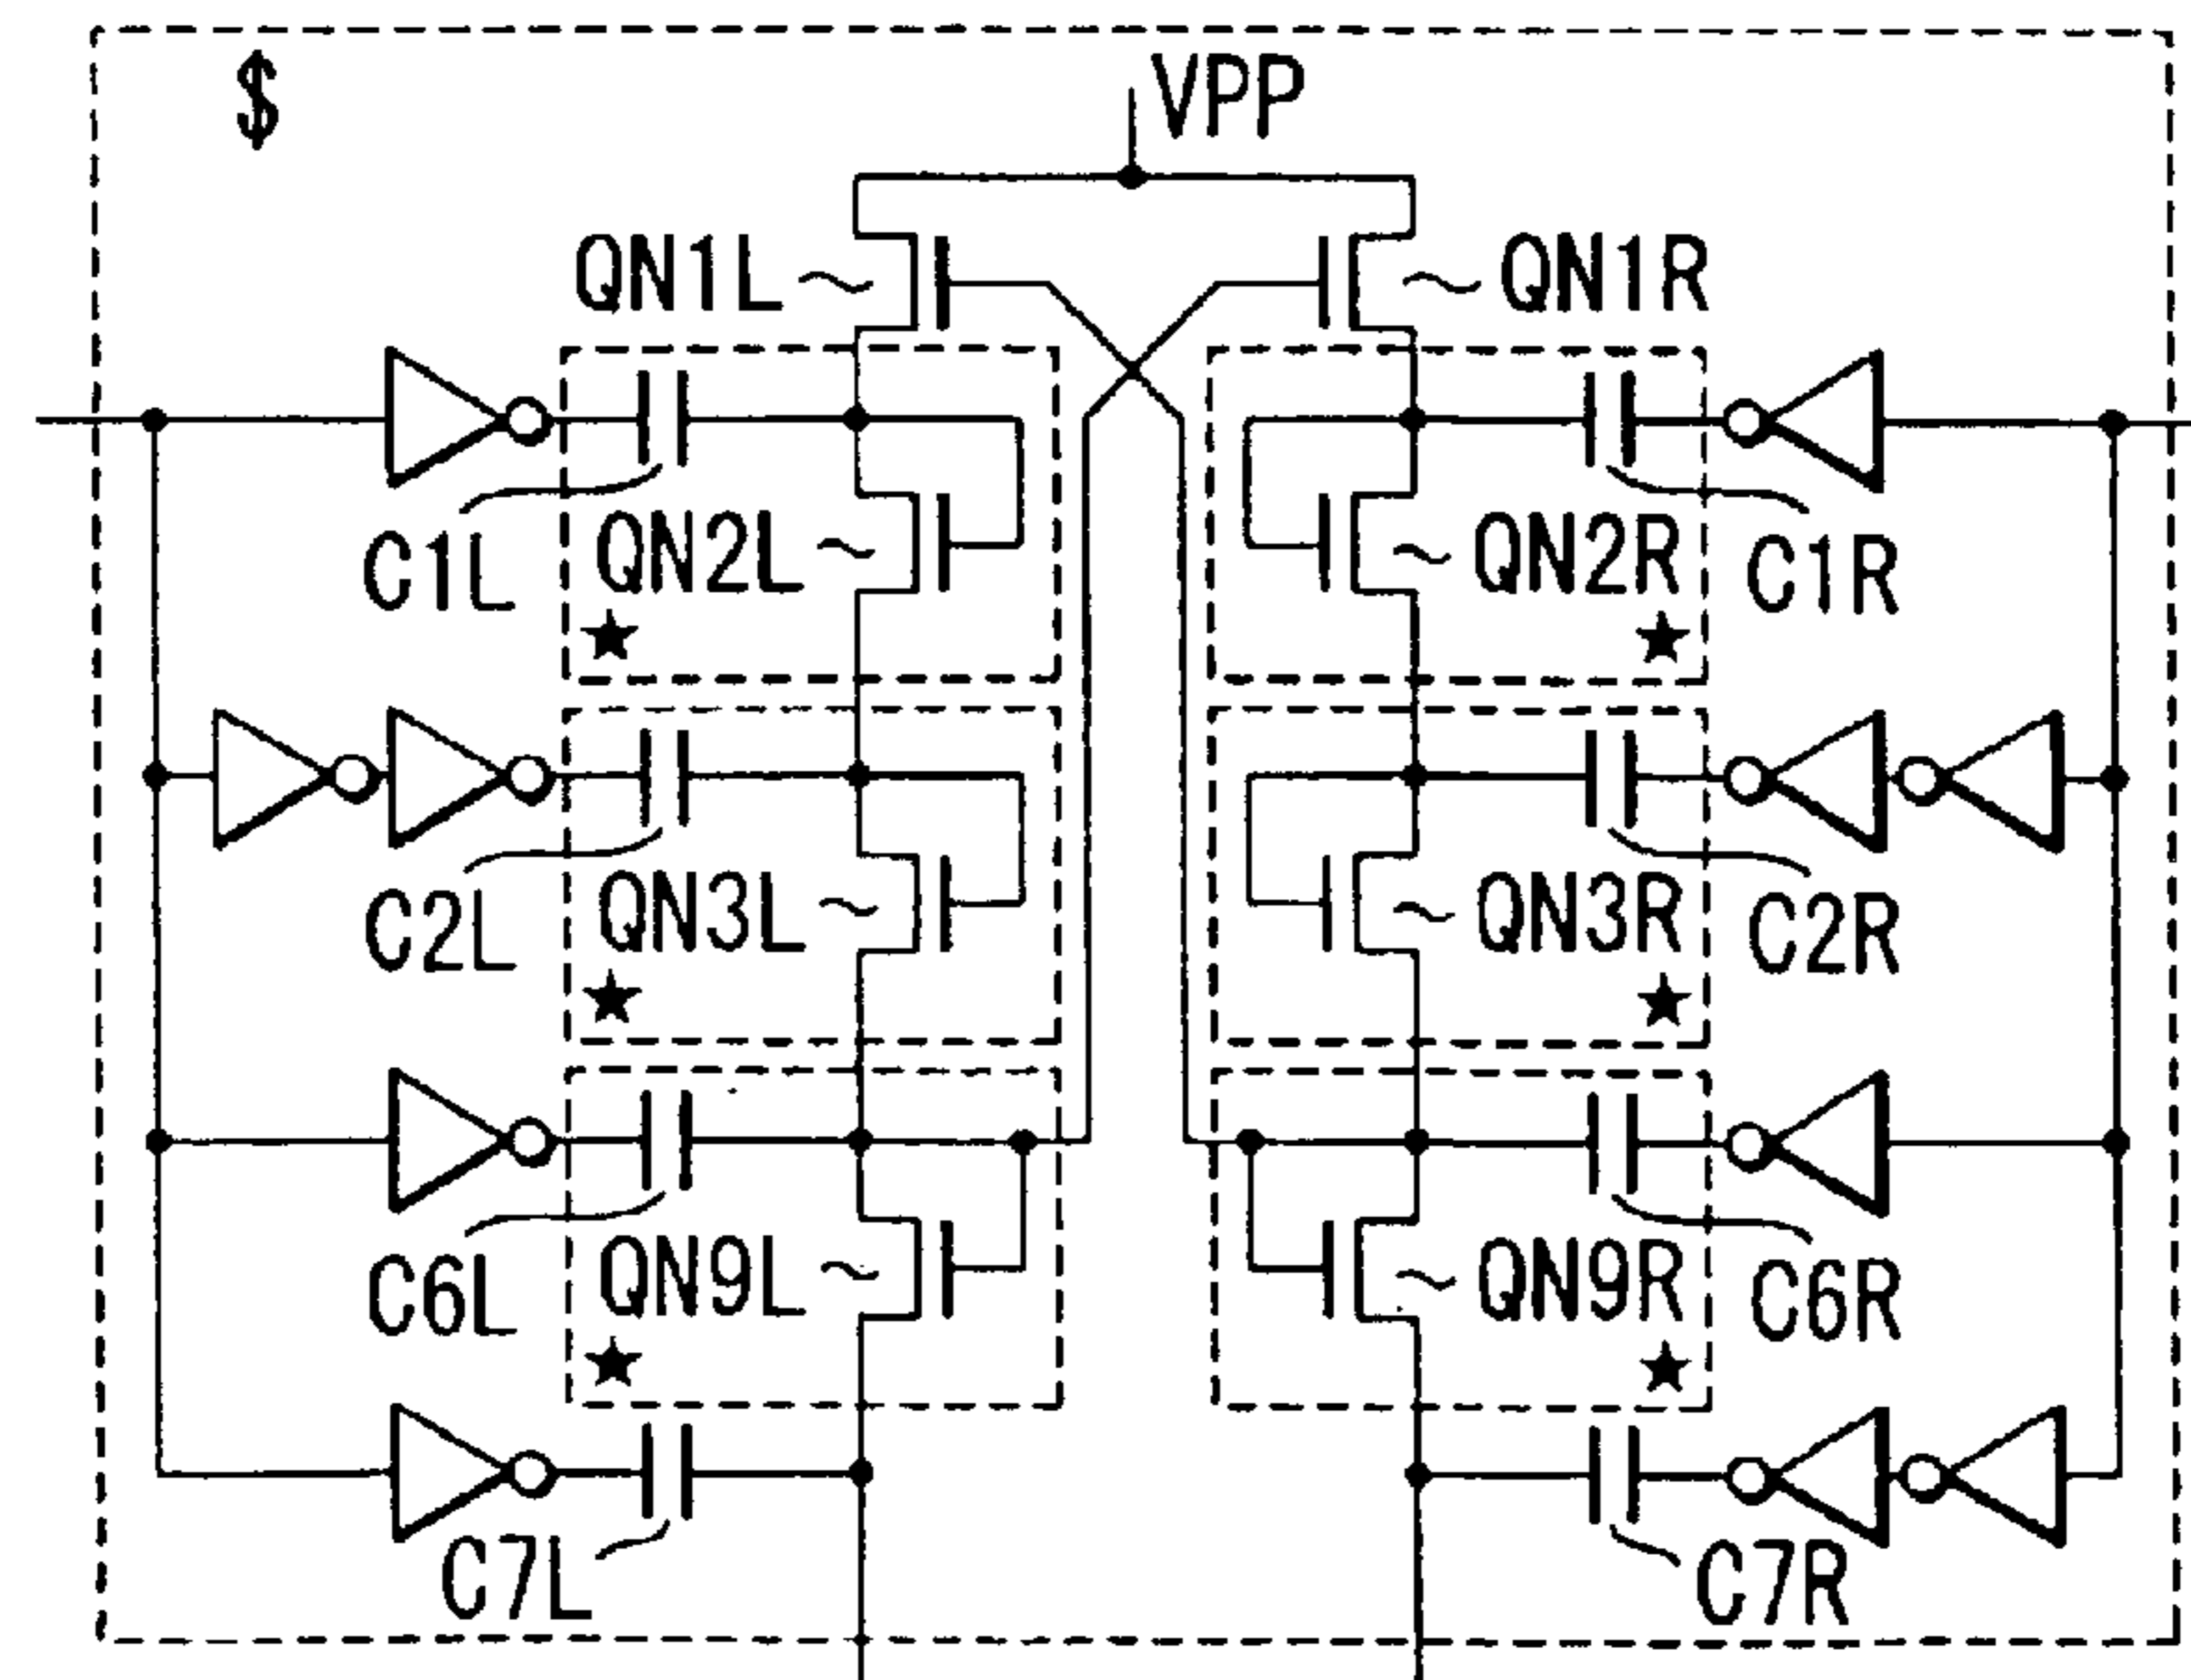 $
VPP
QN1L
QN1R
C1L
QN2L
QN2R
C1R
★
★
C2L
QN3L
QN3R
C2R
★
★
C6L
QN9L
QN9R
C6R
★
★
C7L
C7R